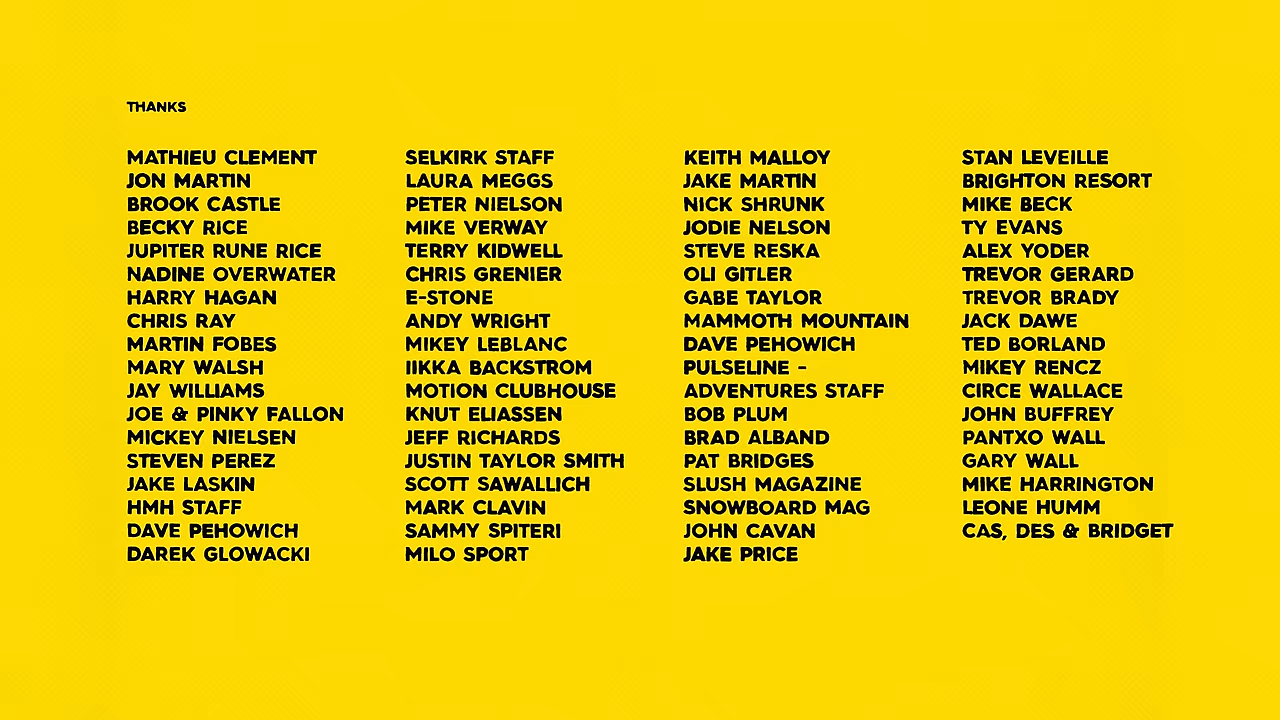 THANKS
MATHIEU CLEMENT
JON MARTIN
BROOK CASTLE
BECKY RICE
JUPITER RUNE RICE
NADINE OVERWATER
HARRY HAGAN
CHRIS RAY
MARTIN FOBES
MARY WALSH
JAY WILLIAMS
JOE & PINKY FALLON
MICKEY NIELSEN
STEVEN PEREZ
JAKE LASKIN
HMH STAFF
DAVE PEHOWICH
DAREK GLOWACKI
SELKIRK STAFF
LAURA MEGGS
PETER NIELSON
MIKE VERWAY
TERRY KIDWELL
CHRIS GRENIER
E-STONE
ANDY WRIGHT
MIKEY LEBLANC
IIKKA BACKSTROM
MOTION CLUBHOUSE
KNUT ELIASSEN
JEFF RICHARDS
JUSTIN TAYLOR SMITH
SCOTT SAWALLICH
MARK CLAVIN
SAMMY SPITERI
MILO SPORT
KEITH MALLOY
JAKE MARTIN
NICK SHRUNK
JODIE NELSON
STEVE RESKA
OLI GITLER
GABE TAYLOR
MAMMOTH MOUNTAIN
DAVE PEHOWICH
PULSELINE -
ADVENTURES STAFF
BOB PLUM
BRAD ALBAND
PAT BRIDGES
SLUSH MAGAZINE
SNOWBOARD MAG
JOHN CAVAN
JAKE PRICE
STAN LEVEILLE
BRIGHTON RESORT
MIKE BECK
TY EVANS
ALEX YODER
TREVOR GERARD
TREVOR BRADY
JACK DAWE
TED BORLAND
MIKEY RENCZ
CIRCE WALLACE
JOHN BUFFREY
PANTXO WALL
GARY WALL
MIKE HARRINGTON
LEONE HUMM
CAS, DES & BRIDGET